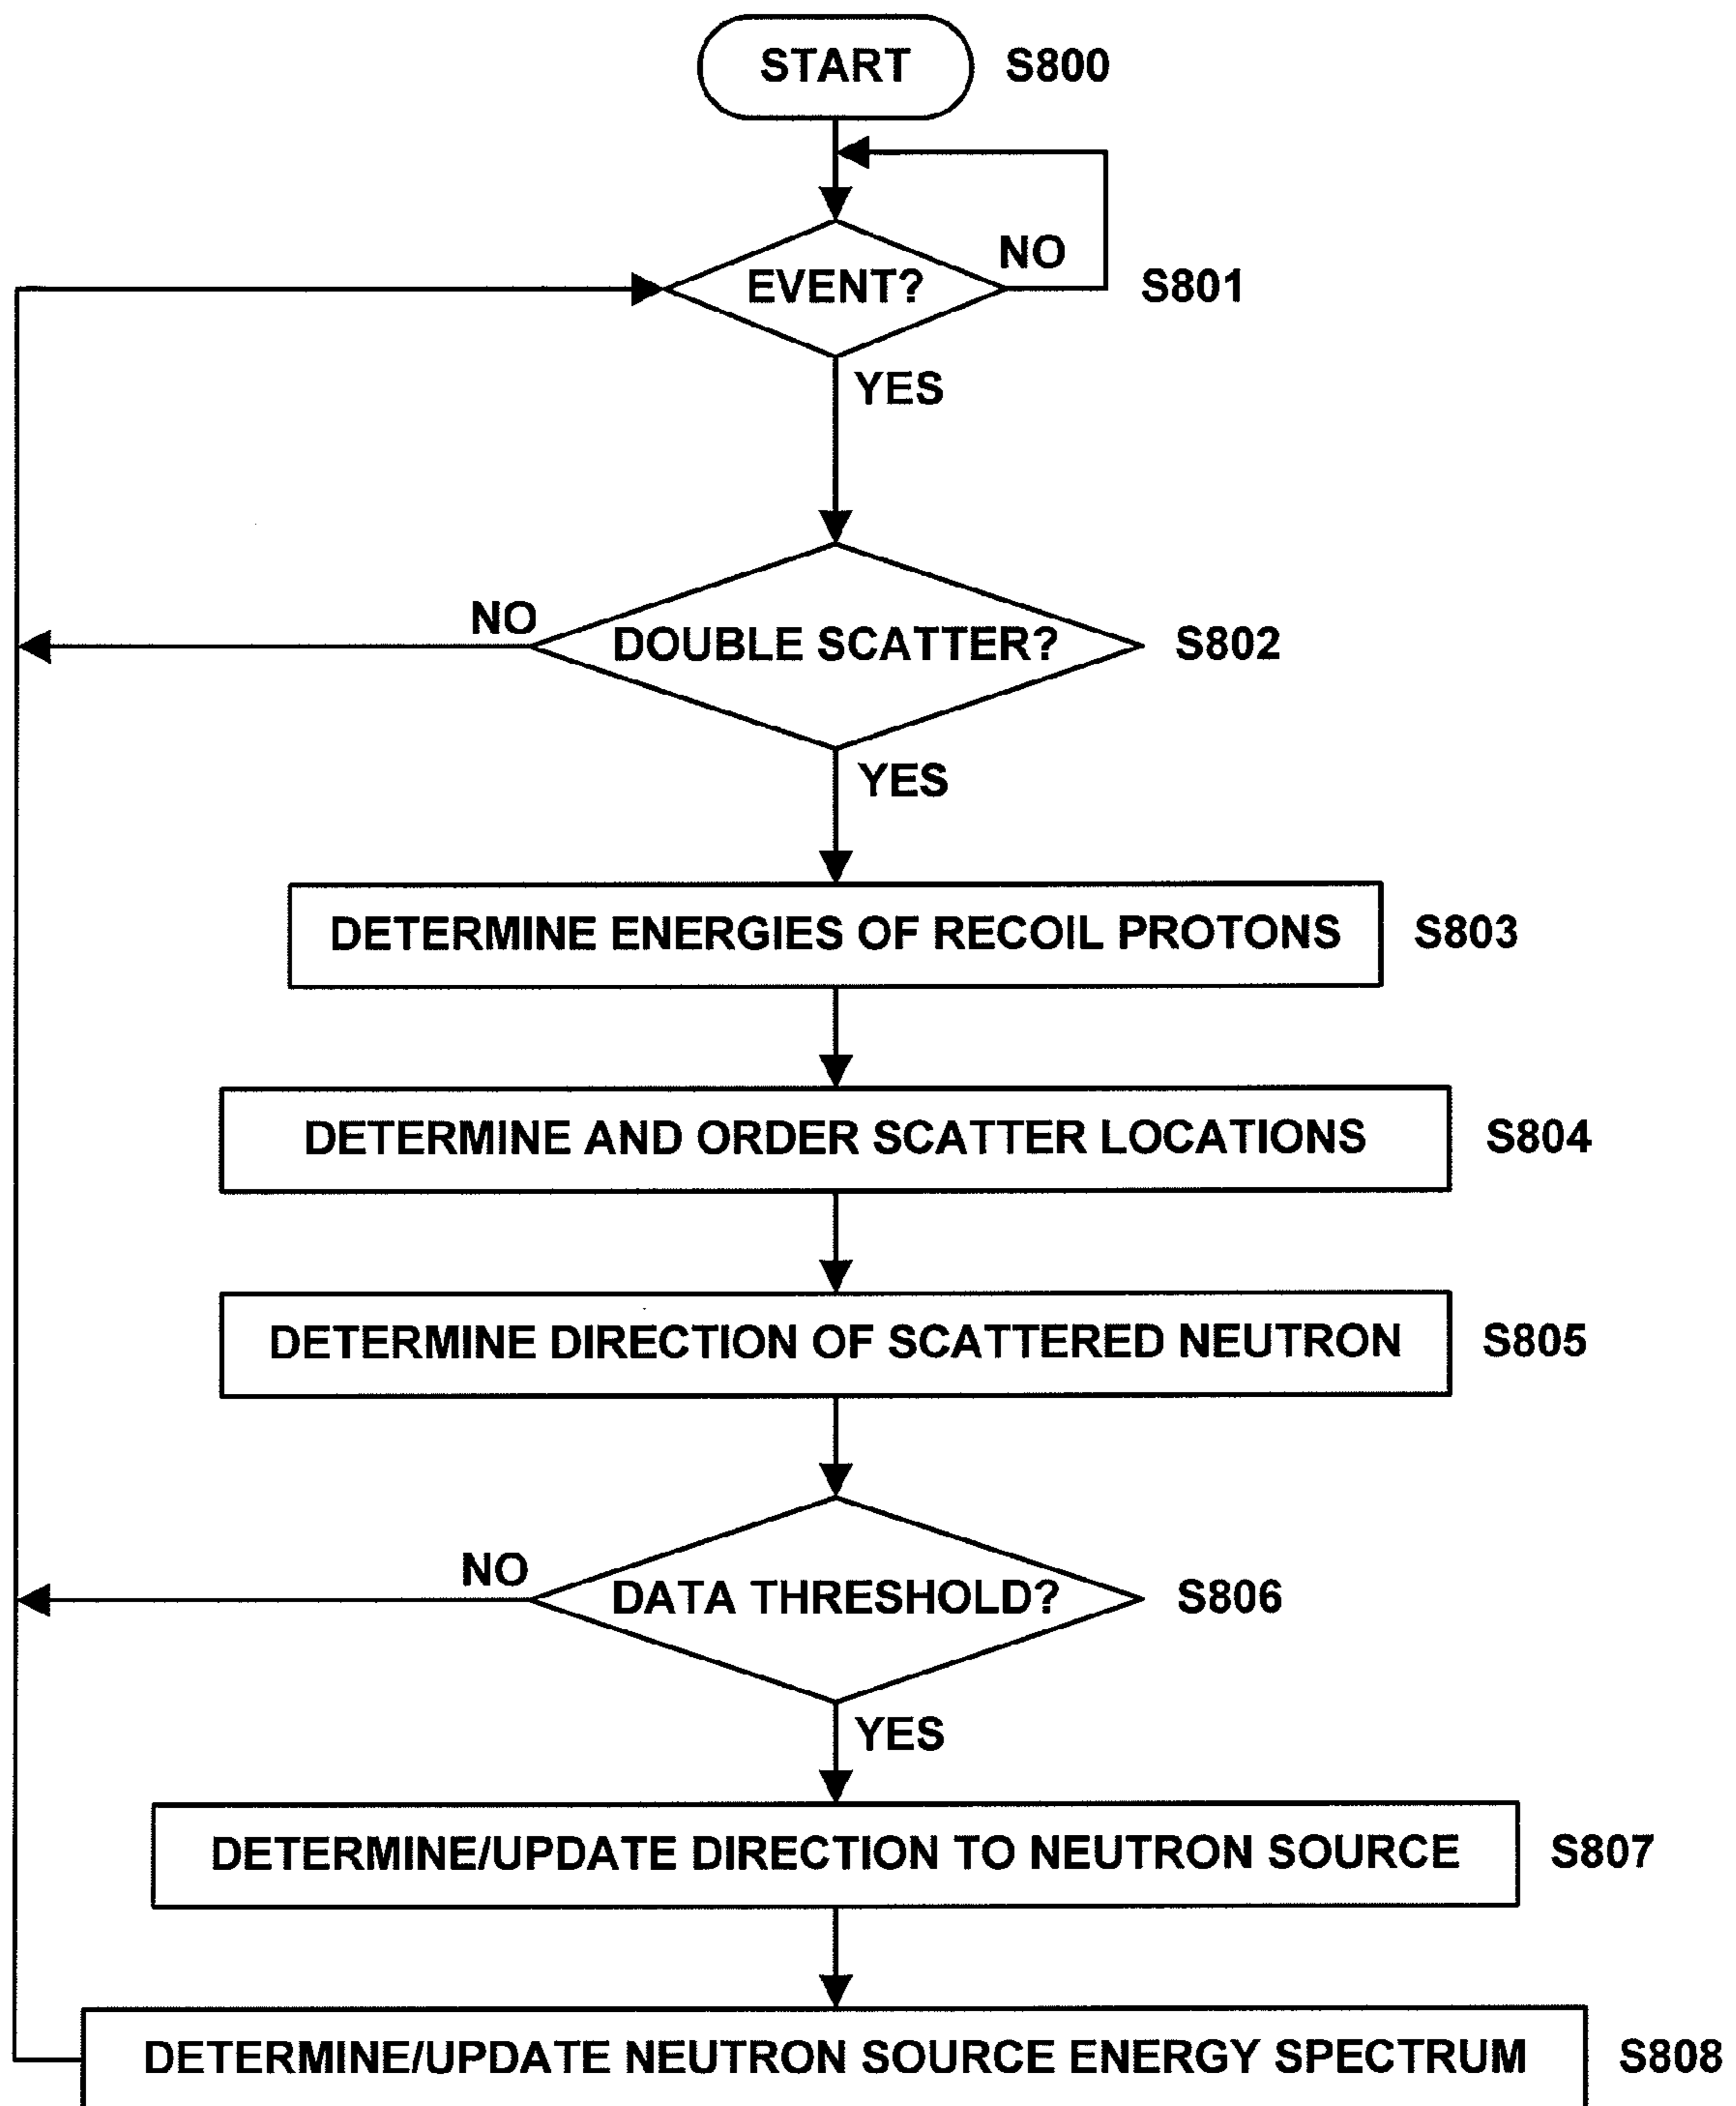 START S800
NO
EVENT? S801
YES
NO
DOUBLE SCATTER? S802
YES
DETERMINE ENERGIES OF RECOIL PROTONS S803
DETERMINE AND ORDER SCATTER LOCATIONS S804
DETERMINE DIRECTION OF SCATTERED NEUTRON S805
NO
DATA THRESHOLD? S806
YES
DETERMINE/UPDATE DIRECTION TO NEUTRON SOURCE S807
DETERMINE/UPDATE NEUTRON SOURCE ENERGY SPECTRUM S808